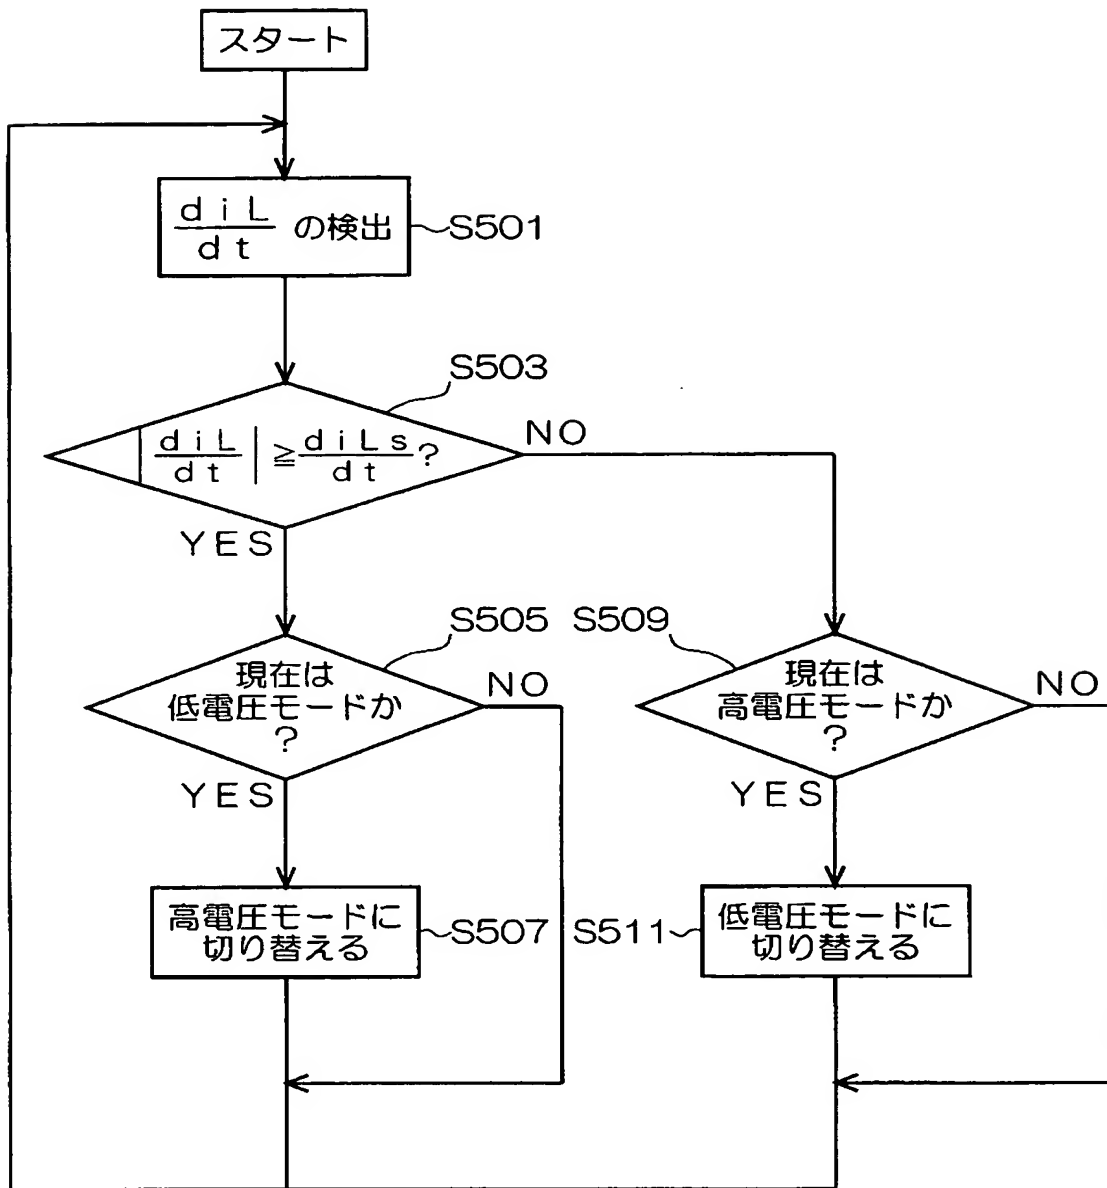 スタート
diL/dt の検出
S501
S503
|diL/dt| ≧ diLs/dt?
NO
YES
S505
S509
現在は
低電圧モードか
?
NO
YES
現在は
高電圧モードか
?
NO
YES
高電圧モードに
切り替える
S507
S511
低電圧モードに
切り替える